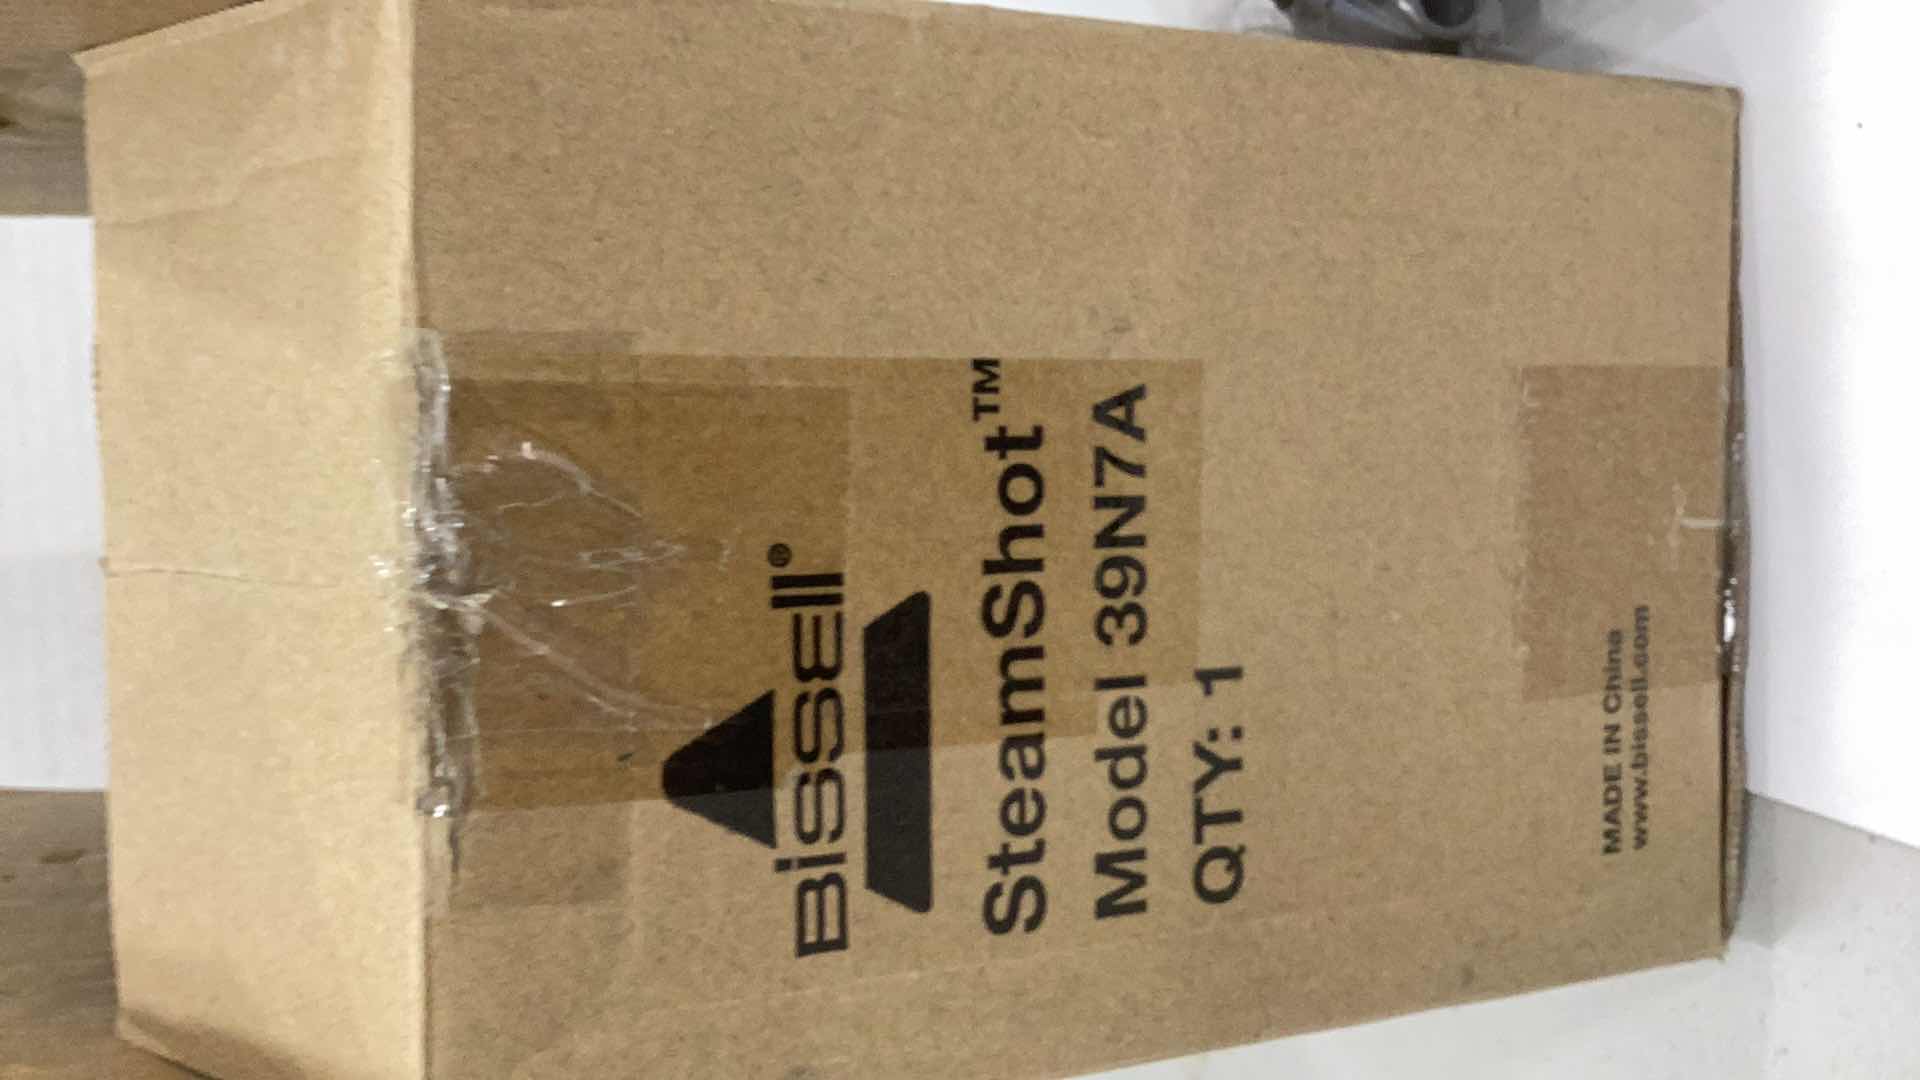 BISSELL®
SteamShot™
Model 39N7A
QTY: 1
MADE IN China
www.bissell.com